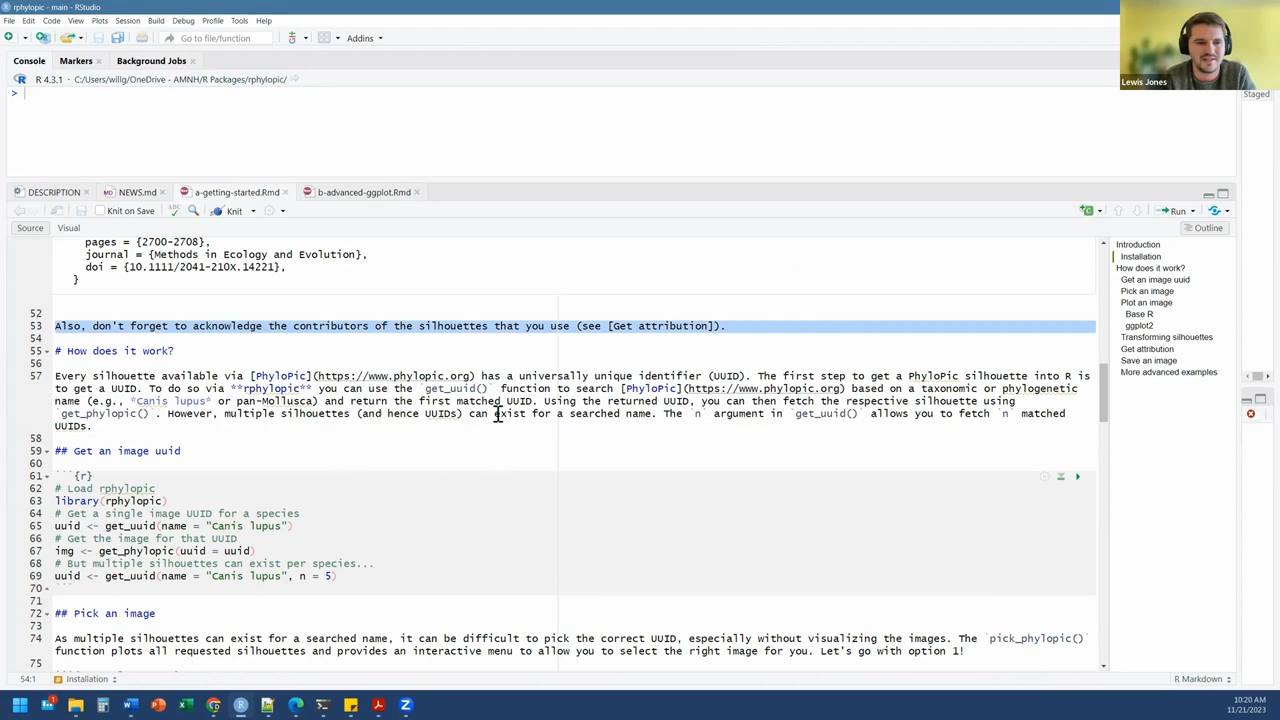 rphylopic - main - RStudio
File Edit Code View Plots Session Build Debug Profile Tools Help
Go to file/function Addins
Lewis Jones
Console Markers Background Jobs
R 4.3.1 · C:/Users/willg/OneDrive - AMNH/R Packages/rphylopic/
Staged
>
DESCRIPTION NEWS.md a-getting-started.Rmd b-advanced-ggplot.Rmd
Knit on Save Knit Run
Source Visual Outline
pages = {2700-2708},
journal = {Methods in Ecology and Evolution},
doi = {10.1111/2041-210X.14221},
}
52
53 Also, don't forget to acknowledge the contributors of the silhouettes that you use (see [Get attribution]).
54
55 # How does it work?
56
57 Every silhouette available via [PhyloPic](https://www.phylopic.org) has a universally unique identifier (UUID). The first step to get a PhyloPic silhouette into R is
to get a UUID. To do so via **rphylopic** you can use the `get_uuid()` function to search [PhyloPic](https://www.phylopic.org) based on a taxonomic or phylogenetic
name (e.g., *Canis lupus* or pan-Mollusca) and return the first matched UUID. Using the returned UUID, you can then fetch the respective silhouette using
`get_phylopic()`. However, multiple silhouettes (and hence UUIDs) can exist for a searched name. The `n` argument in `get_uuid()` allows you to fetch `n` matched
UUIDs.
58
59 ## Get an image uuid
60
61 ```{r}
62 # Load rphylopic
63 library(rphylopic)
64 # Get a single image UUID for a species
65 uuid <- get_uuid(name = "Canis lupus")
66 # Get the image for that UUID
67 img <- get_phylopic(uuid = uuid)
68 # But multiple silhouettes can exist per species...
69 uuid <- get_uuid(name = "Canis lupus", n = 5)
70 ```
71
72 ## Pick an image
73
74 As multiple silhouettes can exist for a searched name, it can be difficult to pick the correct UUID, especially without visualizing the images. The `pick_phylopic()`
function plots all requested silhouettes and provides an interactive menu to allow you to select the right image for you. Let's go with option 1!
75
Introduction
Installation
How does it work?
Get an image uuid
Pick an image
Plot an image
Base R
ggplot2
Transforming silhouettes
Get attribution
Save an image
More advanced examples
54:1 Installation R Markdown
10:20 AM
11/21/2023